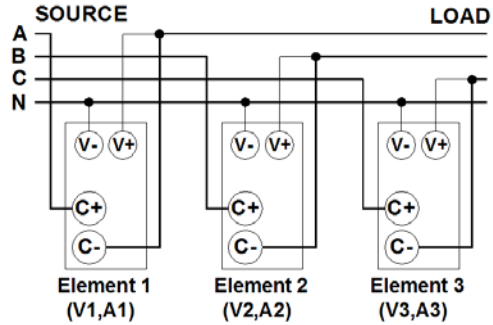 SOURCE LOAD
A
B
C
N
V- V+ V- V+ V- V+
C+ C+ C+
C- C- C-
Element 1 Element 2 Element 3
(V1,A1) (V2,A2) (V3,A3)